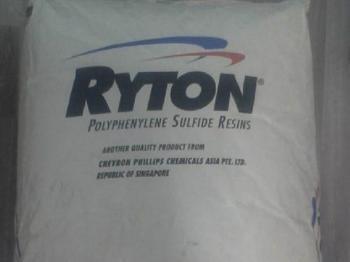 RYTON®
POLYPHENYLENE SULFIDE RESINS
ANOTHER QUALITY PRODUCT FROM
CHEVRON PHILLIPS CHEMICALS ASIA PTE. LTD.
REPUBLIC OF SINGAPORE